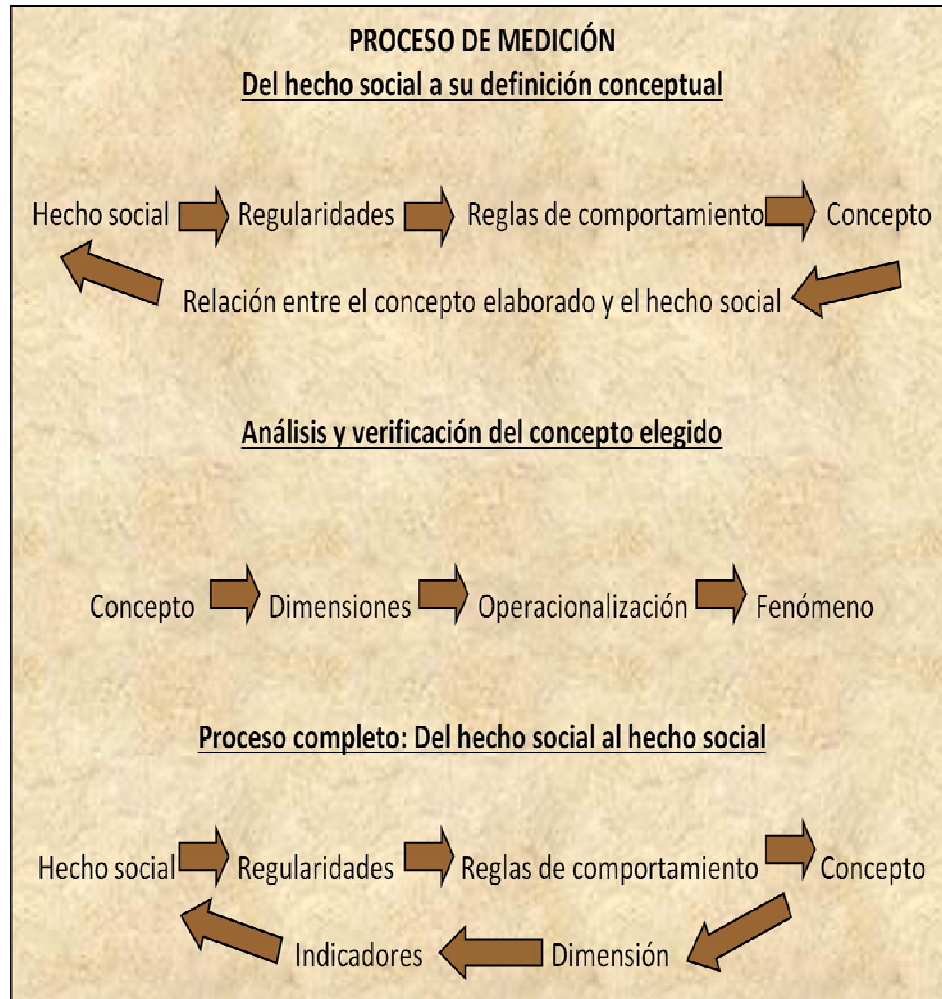 PROCESO DE MEDICIÓN
Del hecho social a su definición conceptual
Hecho social Regularidades Reglas de comportamiento Concepto
Relación entre el concepto elaborado y el hecho social
Análisis y verificación del concepto elegido
Concepto Dimensiones Operacionalización Fenómeno
Proceso completo: Del hecho social al hecho social
Hecho social Regularidades Reglas de comportamiento Concepto
Indicadores Dimensión